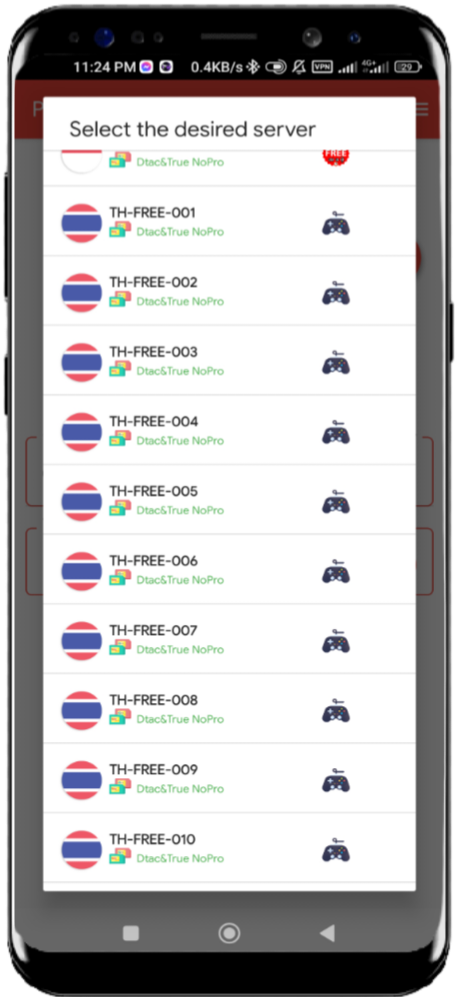 11:24 PM 0.4KB/s VPN 4G+ 29
P
Select the desired server
Dtac&True NoPro
FREE
TH-FREE-001
Dtac&True NoPro
TH-FREE-002
Dtac&True NoPro
TH-FREE-003
Dtac&True NoPro
TH-FREE-004
Dtac&True NoPro
TH-FREE-005
Dtac&True NoPro
TH-FREE-006
Dtac&True NoPro
TH-FREE-007
Dtac&True NoPro
TH-FREE-008
Dtac&True NoPro
TH-FREE-009
Dtac&True NoPro
TH-FREE-010
Dtac&True NoPro